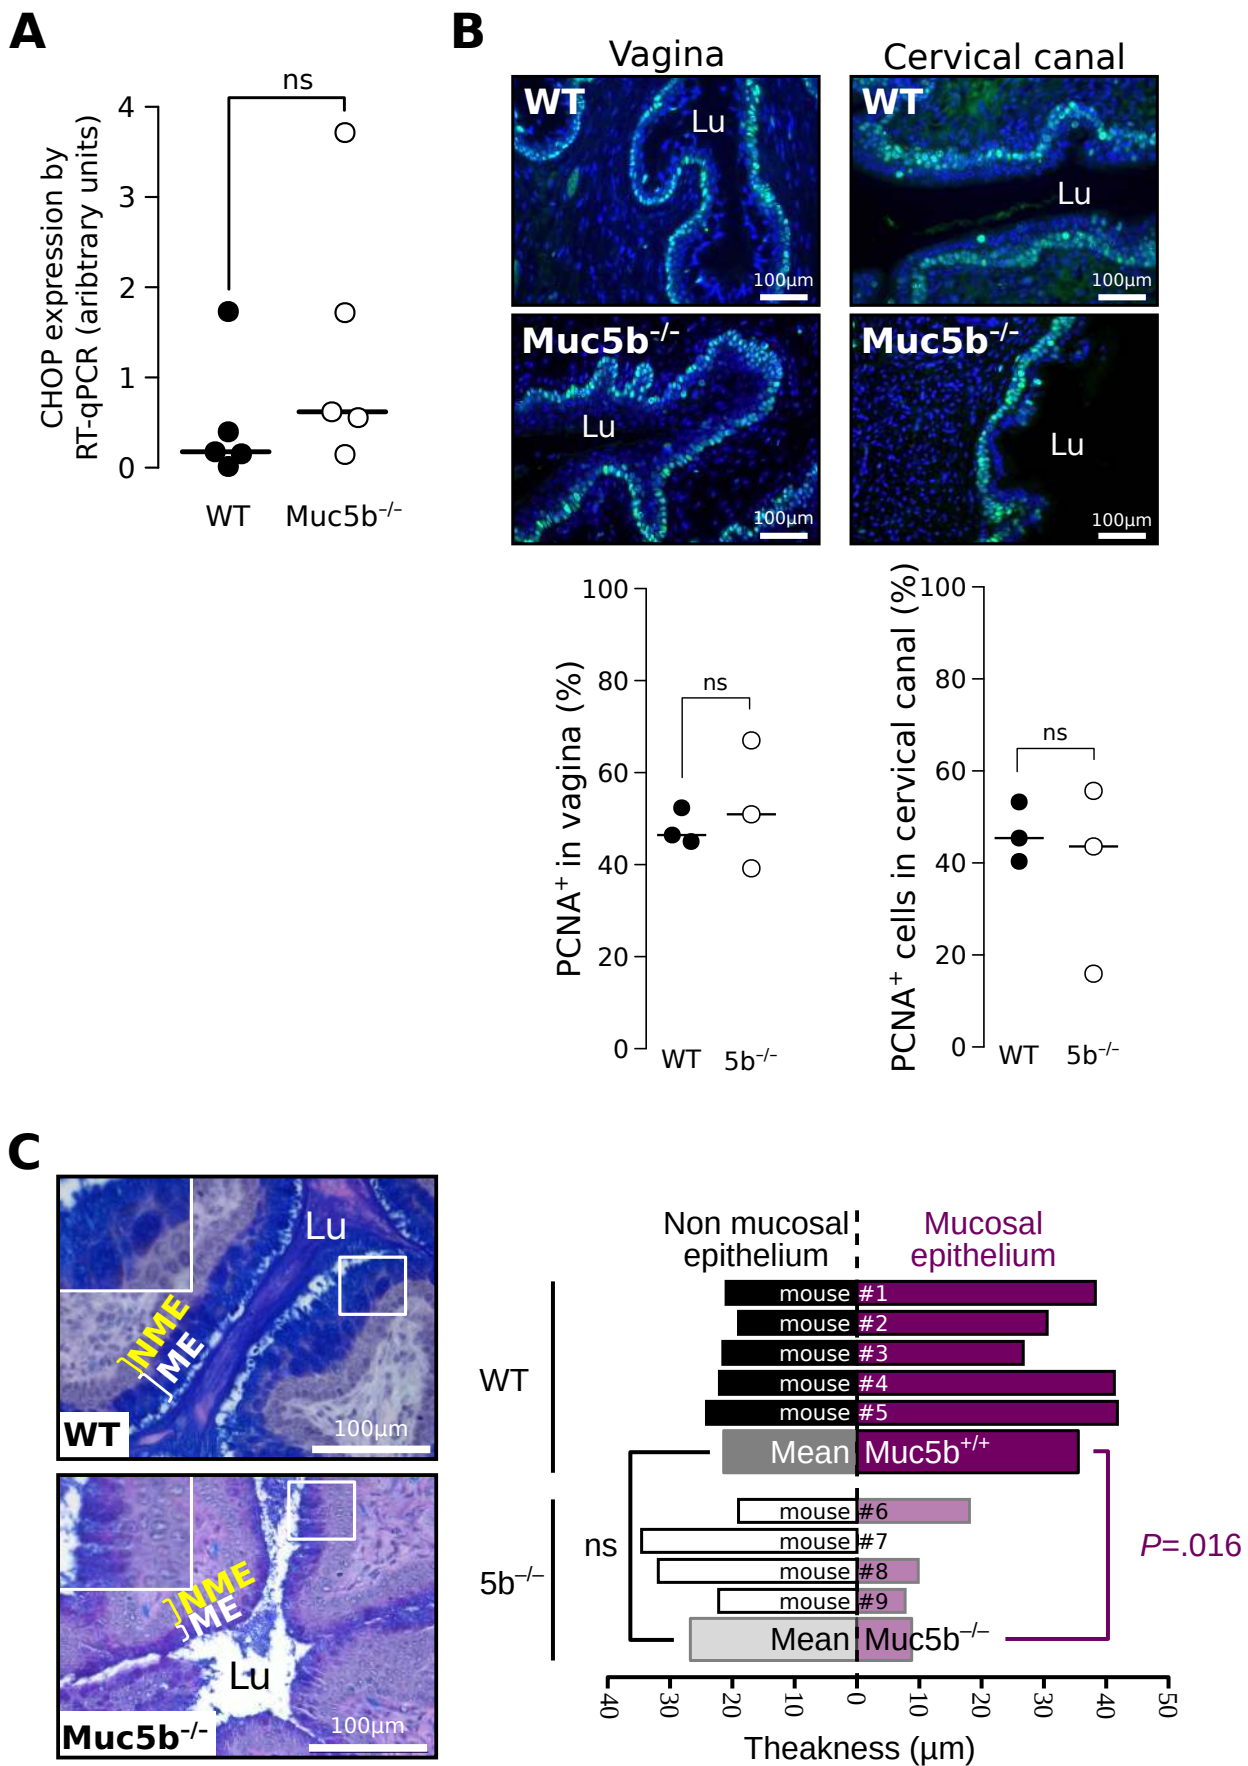 A
CHOP expression by
RT-qPCR (aribtrary units)
ns
4
3
2
1
0
WT
Muc5b–/–
B
Vagina
Cervical canal
WT
Lu
100µm
WT
Lu
100µm
Muc5b–/–
Lu
100µm
Muc5b–/–
Lu
100µm
PCNA+ in vagina (%)
100
80
60
40
20
0
ns
WT
5b–/–
PCNA+ cells in cervical canal (%)
100
80
60
40
20
0
ns
WT
5b–/–
C
Lu
NME
ME
100µm
WT
NME
ME
Lu
100µm
Muc5b–/–
Non mucosal
epithelium
Mucosal
epithelium
WT
mouse #1
mouse #2
mouse #3
mouse #4
mouse #5
Mean Muc5b+/+
5b–/–
mouse #6
mouse #7
mouse #8
mouse #9
Mean Muc5b–/–
ns
P=.016
40 30 20 10 0 10 20 30 40 50
Theakness (µm)